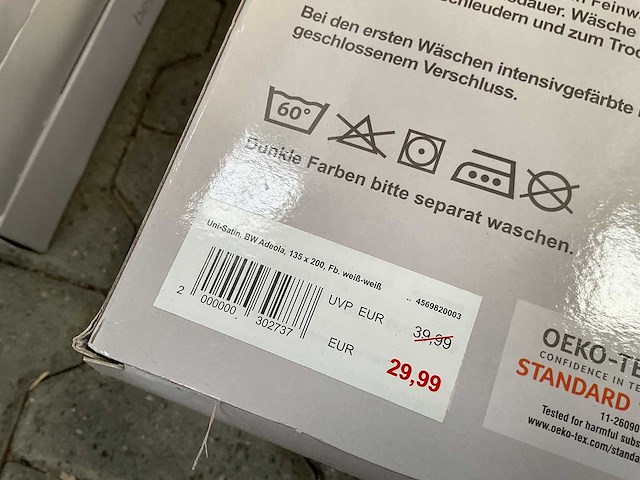 Feinw
sdauer, Wäsche
schleudern und zum Troc
Bei den ersten Wäschen intensivgefärbte
geschlossenem Verschluss.
60°
Dunkle Farben bitte separat waschen.
Uni-Satin, BW Adeola, 135 x 200, Fb. weiß-weiß
.. 4569820003
UVP EUR 39,99
2 000000 302737
EUR 29,99
OEKO-TE
CONFIDENCE IN TE
STANDARD
11-26090
Tested for harmful subs
www.oeko-tex.com/standa